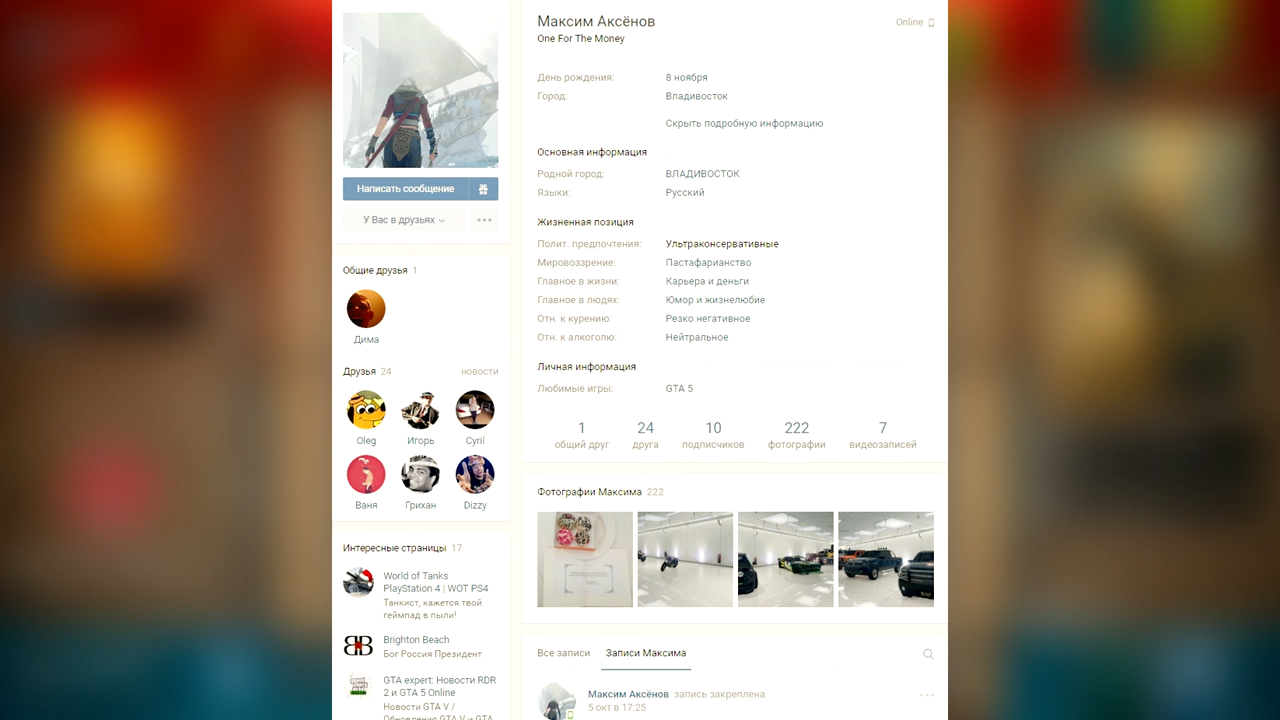 Максим Аксёнов
Online
One For The Money
День рождения: 8 ноября
Город: Владивосток
Скрыть подробную информацию
Основная информация
Родной город: ВЛАДИВОСТОК
Языки: Русский
Жизненная позиция
Полит. предпочтения: Ультраконсервативные
Мировоззрение: Пастафарианство
Главное в жизни: Карьера и деньги
Главное в людях: Юмор и жизнелюбие
Отн. к курению: Резко негативное
Отн. к алкоголю: Нейтральное
Личная информация
Любимые игры: GTA 5
1 24 10 222 7
общий друг друга подписчиков фотографии видеозаписей
Фотографии Максима 222
Все записи Записи Максима
Максим Аксёнов запись закреплена
5 окт в 17:25
Написать сообщение
У Вас в друзьях
Общие друзья 1
Дима
Друзья 24 новости
Oleg Игорь Cyril
Ваня Грихан Dizzy
Интересные страницы 17
World of Tanks
PlayStation 4 | WOT PS4
Танкист, кажется твой
геймпад в пыли!
Brighton Beach
Бог Россия Президент
GTA expert: Новости RDR
2 и GTA 5 Online
Новости GTA V /
Обновления GTA V и GTA